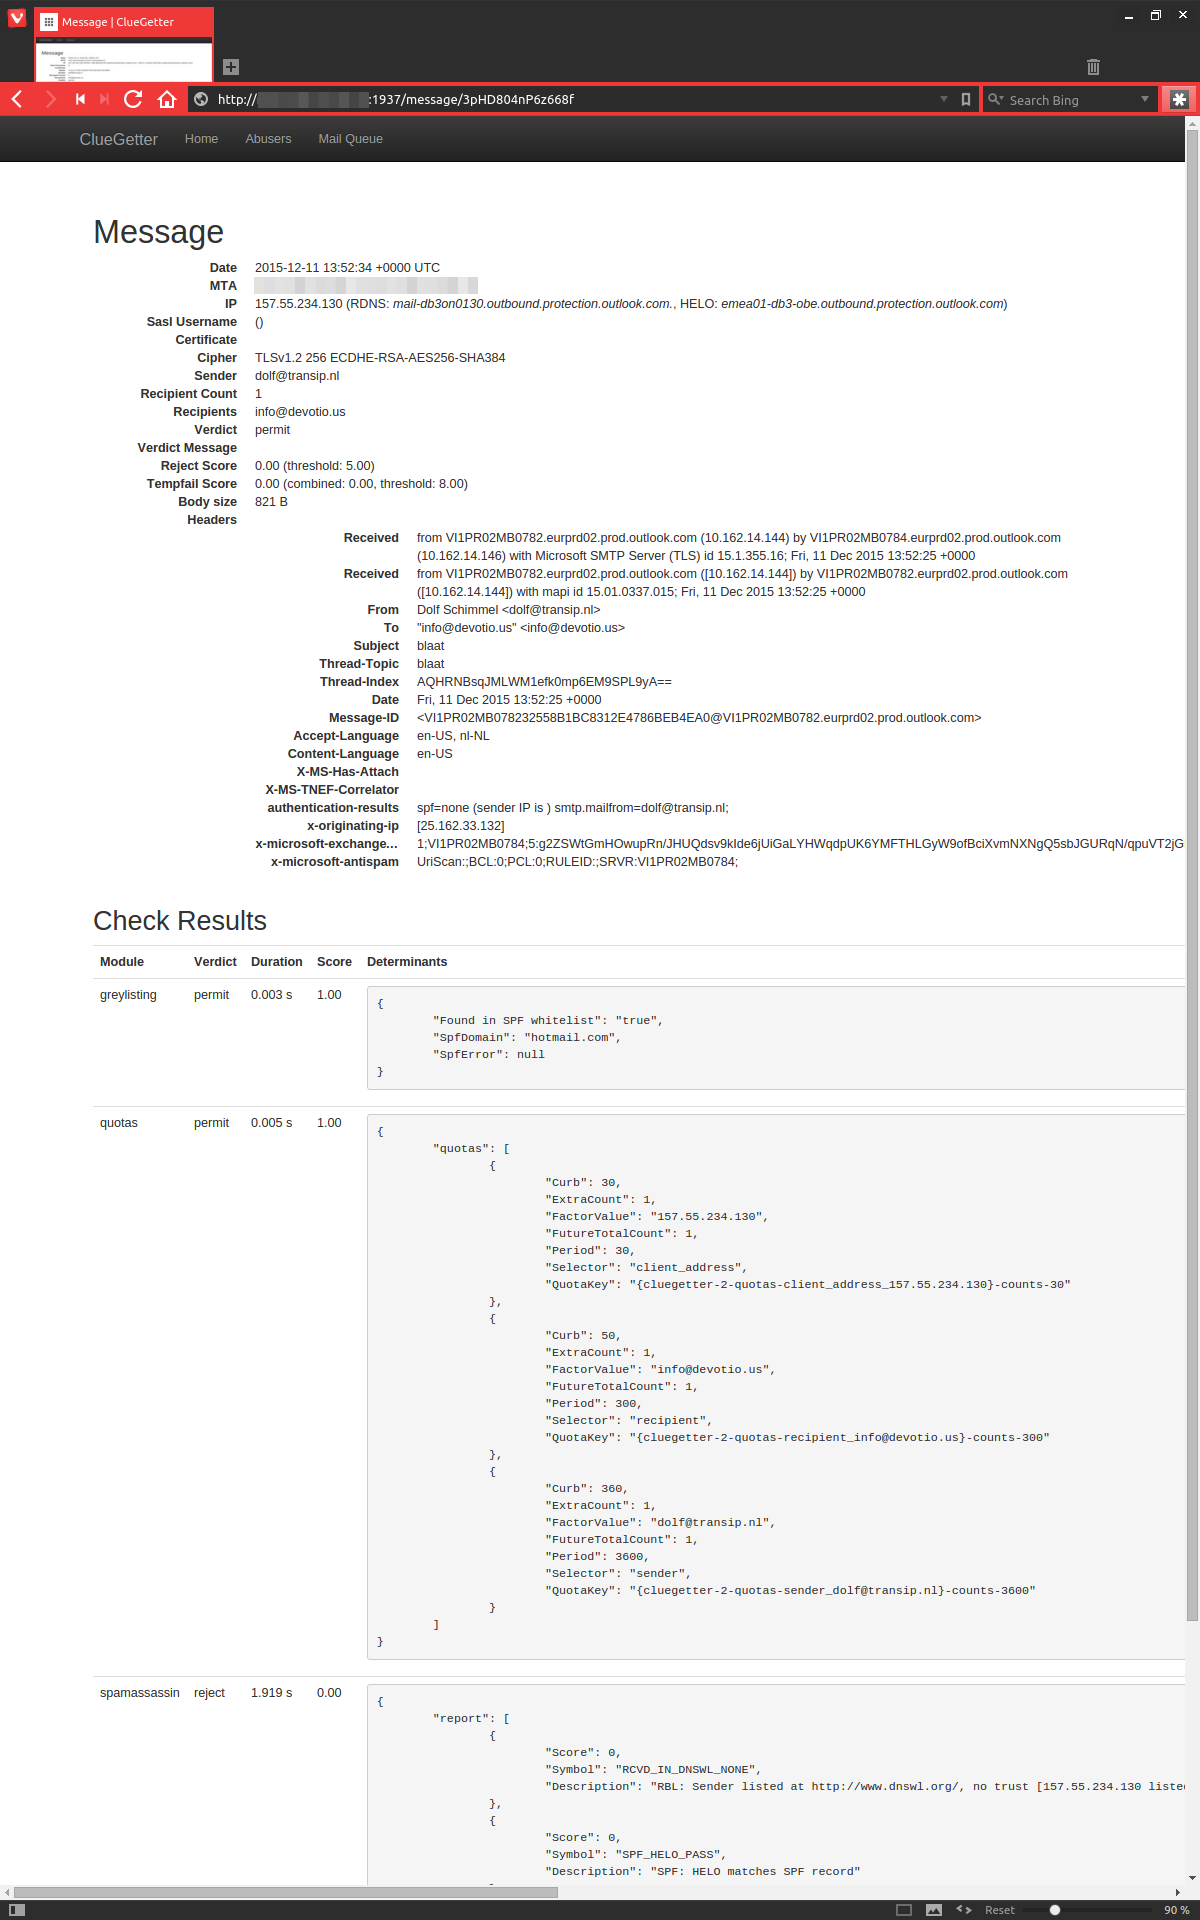 Message | ClueGetter
http:// :1937/message/3pHD804nP6z668f
Search Bing
ClueGetter Home Abusers Mail Queue
Message
Date 2015-12-11 13:52:34 +0000 UTC
MTA
IP 157.55.234.130 (RDNS: mail-db3on0130.outbound.protection.outlook.com., HELO: emea01-db3-obe.outbound.protection.outlook.com)
Sasl Username ()
Certificate
Cipher TLSv1.2 256 ECDHE-RSA-AES256-SHA384
Sender dolf@transip.nl
Recipient Count 1
Recipients info@devotio.us
Verdict permit
Verdict Message
Reject Score 0.00 (threshold: 5.00)
Tempfail Score 0.00 (combined: 0.00, threshold: 8.00)
Body size 821 B
Headers
Received from VI1PR02MB0782.eurprd02.prod.outlook.com (10.162.14.144) by VI1PR02MB0784.eurprd02.prod.outlook.com
(10.162.14.146) with Microsoft SMTP Server (TLS) id 15.1.355.16; Fri, 11 Dec 2015 13:52:25 +0000
Received from VI1PR02MB0782.eurprd02.prod.outlook.com ([10.162.14.144]) by VI1PR02MB0782.eurprd02.prod.outlook.com
([10.162.14.144]) with mapi id 15.01.0337.015; Fri, 11 Dec 2015 13:52:25 +0000
From Dolf Schimmel <dolf@transip.nl>
To "info@devotio.us" <info@devotio.us>
Subject blaat
Thread-Topic blaat
Thread-Index AQHRNBsqJMLWM1efk0mp6EM9SPL9yA==
Date Fri, 11 Dec 2015 13:52:25 +0000
Message-ID <VI1PR02MB078232558B1BC8312E4786BEB4EA0@VI1PR02MB0782.eurprd02.prod.outlook.com>
Accept-Language en-US, nl-NL
Content-Language en-US
X-MS-Has-Attach
X-MS-TNEF-Correlator
authentication-results spf=none (sender IP is ) smtp.mailfrom=dolf@transip.nl;
x-originating-ip [25.162.33.132]
x-microsoft-exchange... 1;VI1PR02MB0784;5:g2ZSWtGmHOwupRn/JHUQdsv9kIde6jUiGaLYHWqdpUK6YMFTHLGyW9ofBciXvmNXNgQ5sbJGURqN/qpuVT2jG
x-microsoft-antispam UriScan:;BCL:0;PCL:0;RULEID:;SRVR:VI1PR02MB0784;
Check Results
Module Verdict Duration Score Determinants
greylisting permit 0.003 s 1.00
{
"Found in SPF whitelist": "true",
"SpfDomain": "hotmail.com",
"SpfError": null
}
quotas permit 0.005 s 1.00
{
"quotas": [
{
"Curb": 30,
"ExtraCount": 1,
"FactorValue": "157.55.234.130",
"FutureTotalCount": 1,
"Period": 30,
"Selector": "client_address",
"QuotaKey": "{cluegetter-2-quotas-client_address_157.55.234.130}-counts-30"
},
{
"Curb": 50,
"ExtraCount": 1,
"FactorValue": "info@devotio.us",
"FutureTotalCount": 1,
"Period": 300,
"Selector": "recipient",
"QuotaKey": "{cluegetter-2-quotas-recipient_info@devotio.us}-counts-300"
},
{
"Curb": 360,
"ExtraCount": 1,
"FactorValue": "dolf@transip.nl",
"FutureTotalCount": 1,
"Period": 3600,
"Selector": "sender",
"QuotaKey": "{cluegetter-2-quotas-sender_dolf@transip.nl}-counts-3600"
}
]
}
spamassassin reject 1.919 s 0.00
{
"report": [
{
"Score": 0,
"Symbol": "RCVD_IN_DNSWL_NONE",
"Description": "RBL: Sender listed at http://www.dnswl.org/, no trust [157.55.234.130 listed
},
{
"Score": 0,
"Symbol": "SPF_HELO_PASS",
"Description": "SPF: HELO matches SPF record"
Reset 90 %